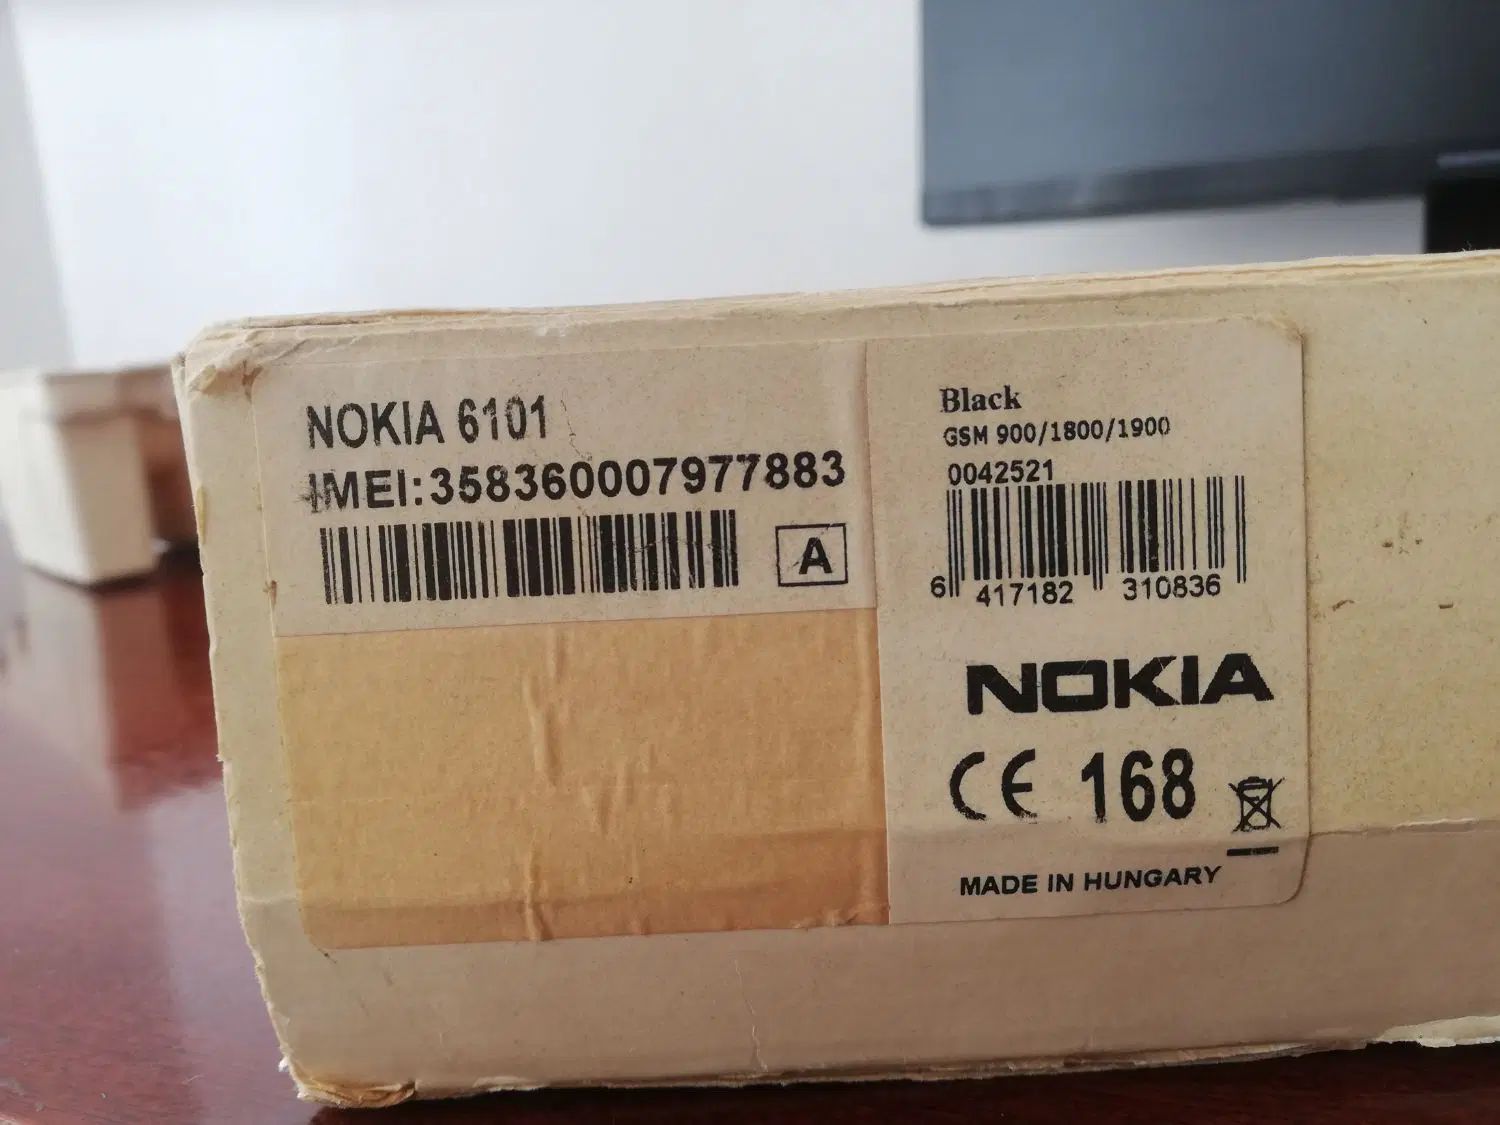 NOKIA 6101
IMEI:358360007977883
A
Black
GSM 900/1800/1900
0042521
6 417182 310836
NOKIA
CE 168
MADE IN HUNGARY